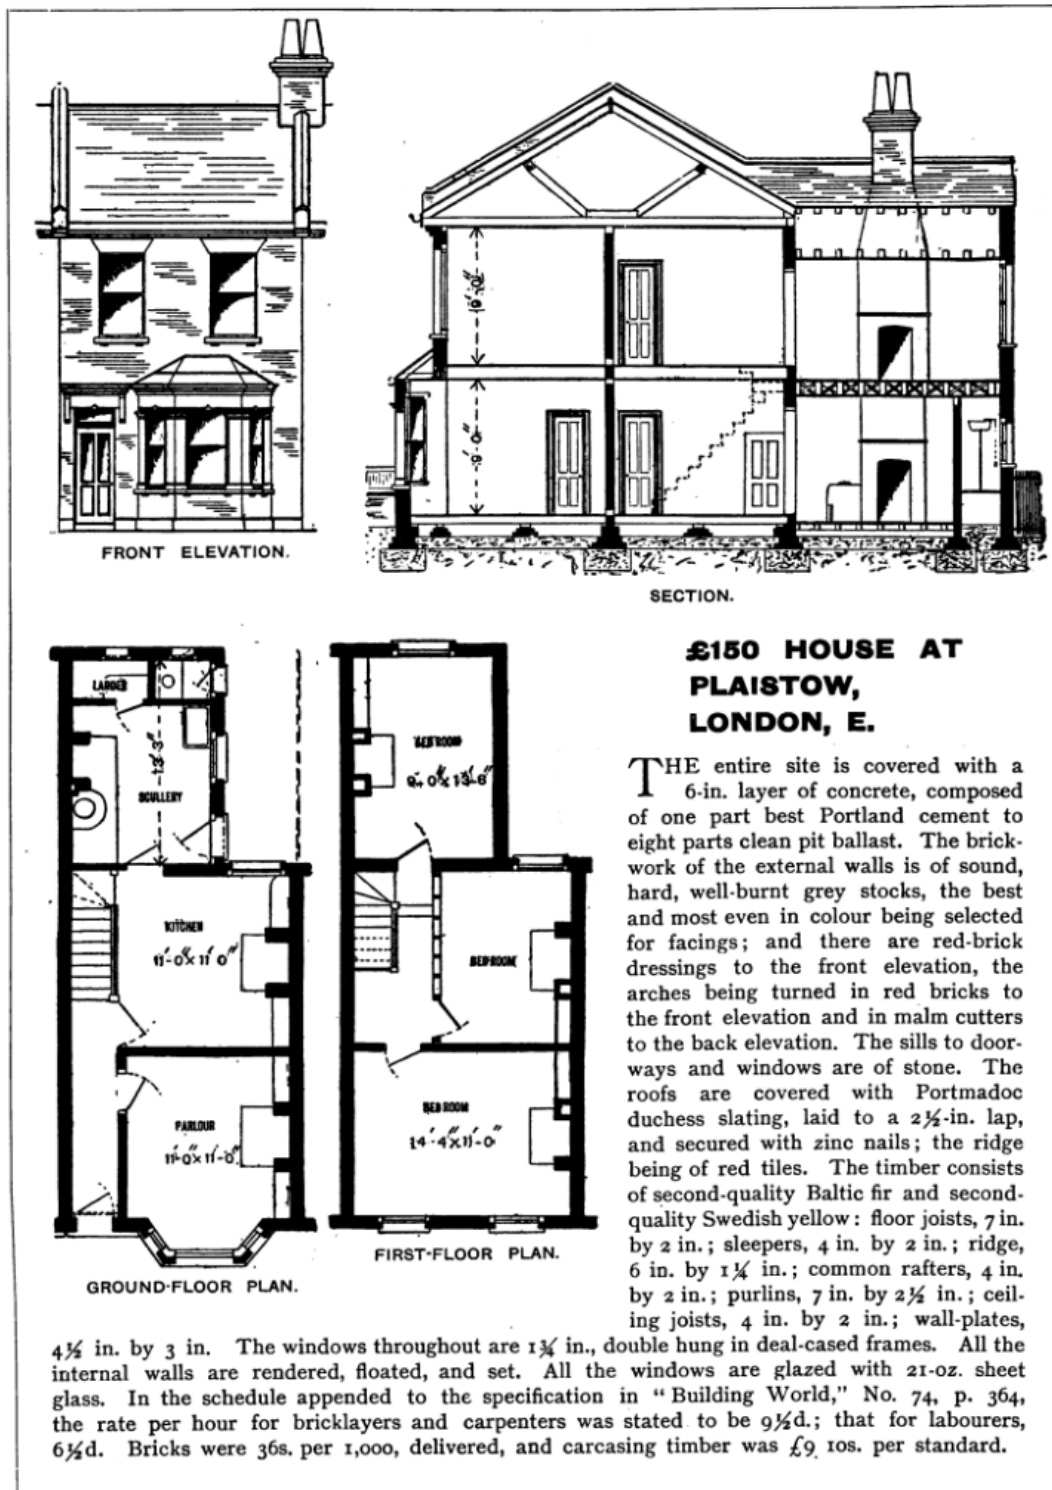 FRONT ELEVATION.
9'·0"
9'·0"
SECTION.
LARDER
13'·3"
SCULLERY
KITCHEN
11'-0"×11'0"
PARLOUR
11'-0"×11'-0"
GROUND-FLOOR PLAN.
BED ROOM
9'-0"×13'-8"
BEDROOM
BED ROOM
14'-4"×11'-0"
FIRST-FLOOR PLAN.
£150 HOUSE AT
PLAISTOW,
LONDON, E.
THE entire site is covered with a
6-in. layer of concrete, composed
of one part best Portland cement to
eight parts clean pit ballast. The brick-
work of the external walls is of sound,
hard, well-burnt grey stocks, the best
and most even in colour being selected
for facings; and there are red-brick
dressings to the front elevation, the
arches being turned in red bricks to
the front elevation and in malm cutters
to the back elevation. The sills to door-
ways and windows are of stone. The
roofs are covered with Portmadoc
duchess slating, laid to a 2½-in. lap,
and secured with zinc nails; the ridge
being of red tiles. The timber consists
of second-quality Baltic fir and second-
quality Swedish yellow: floor joists, 7 in.
by 2 in.; sleepers, 4 in. by 2 in.; ridge,
6 in. by 1¼ in.; common rafters, 4 in.
by 2 in.; purlins, 7 in. by 2½ in.; ceil-
ing joists, 4 in. by 2 in.; wall-plates,
4½ in. by 3 in. The windows throughout are 1¾ in., double hung in deal-cased frames. All the
internal walls are rendered, floated, and set. All the windows are glazed with 21-oz. sheet
glass. In the schedule appended to the specification in "Building World," No. 74, p. 364,
the rate per hour for bricklayers and carpenters was stated to be 9½d.; that for labourers,
6½d. Bricks were 36s. per 1,000, delivered, and carcasing timber was £9 10s. per standard.